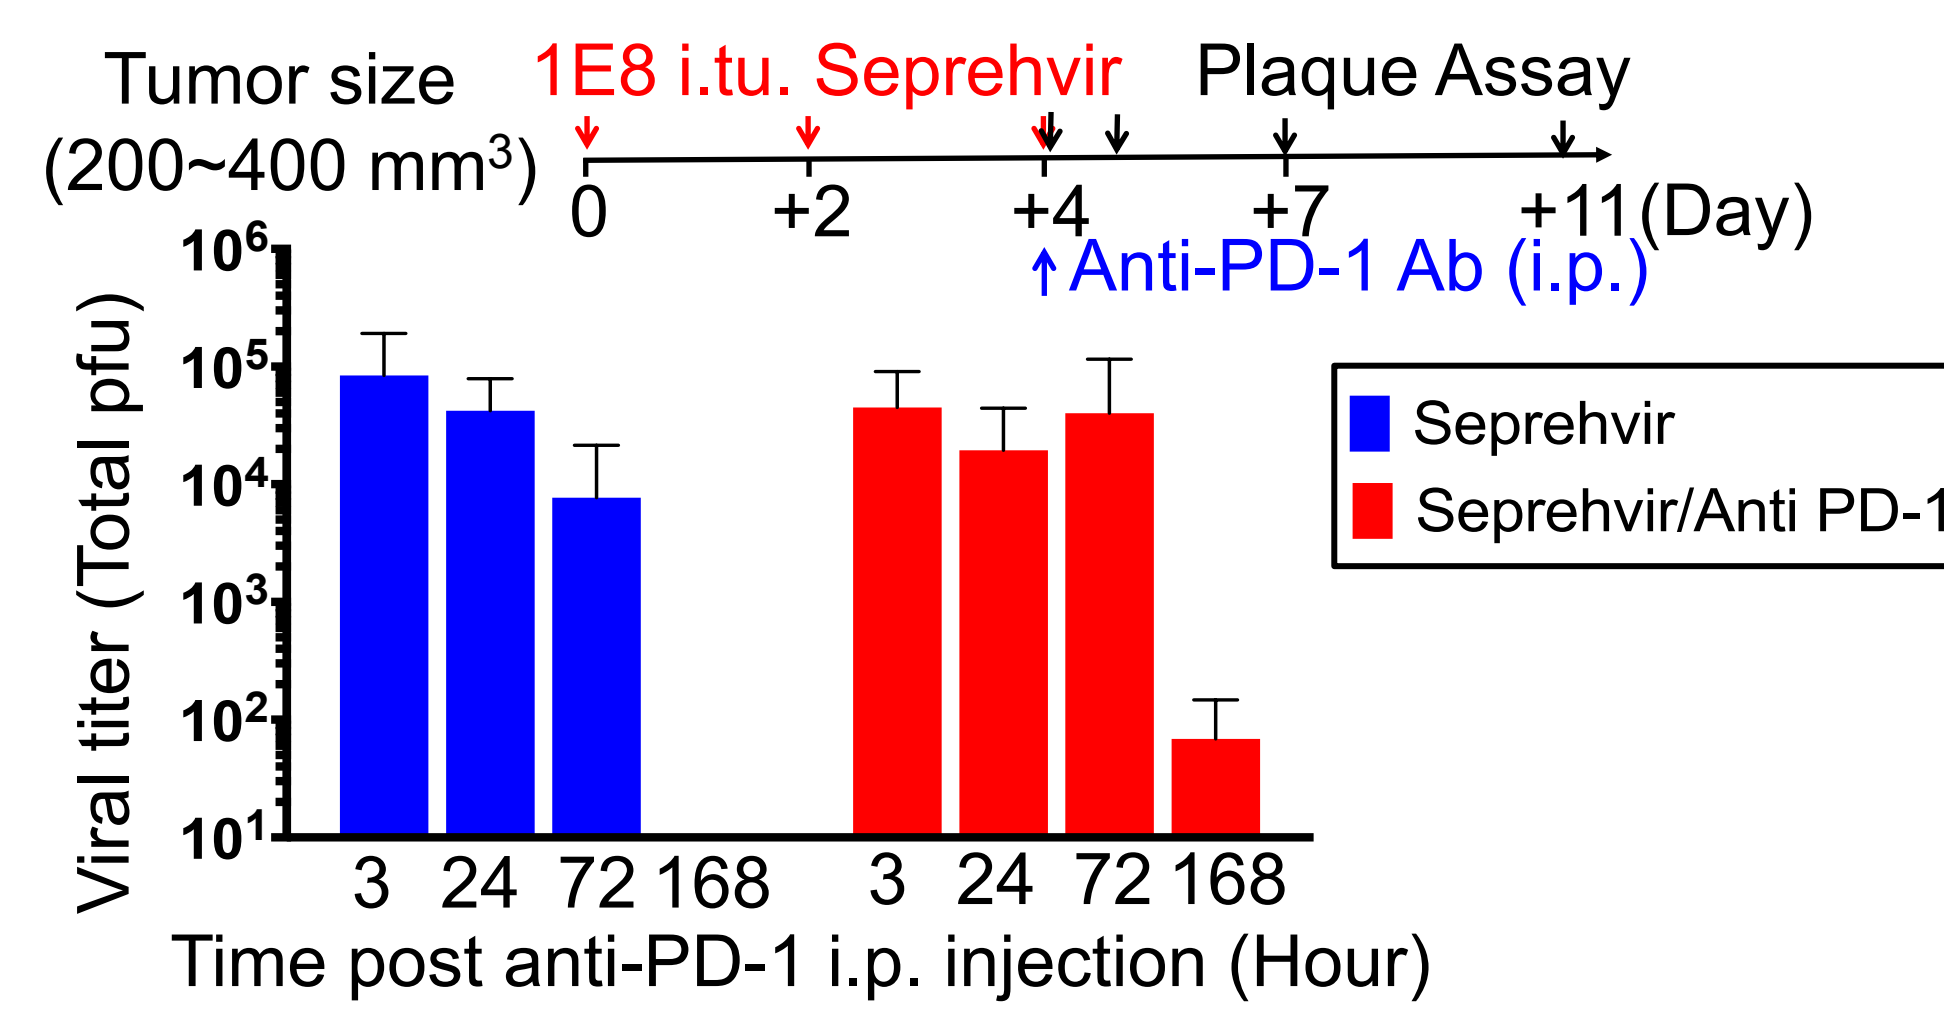 Tumor size
(200~400 mm³)
1E8 i.tu. Seprehvir
Plaque Assay
0 +2 +4 +7 +11(Day)
Anti-PD-1 Ab (i.p.)
Viral titer (Total pfu)
10⁶
10⁵
10⁴
10³
10²
10¹
Seprehvir
Seprehvir/Anti PD-1
3 24 72 168 3 24 72 168
Time post anti-PD-1 i.p. injection (Hour)